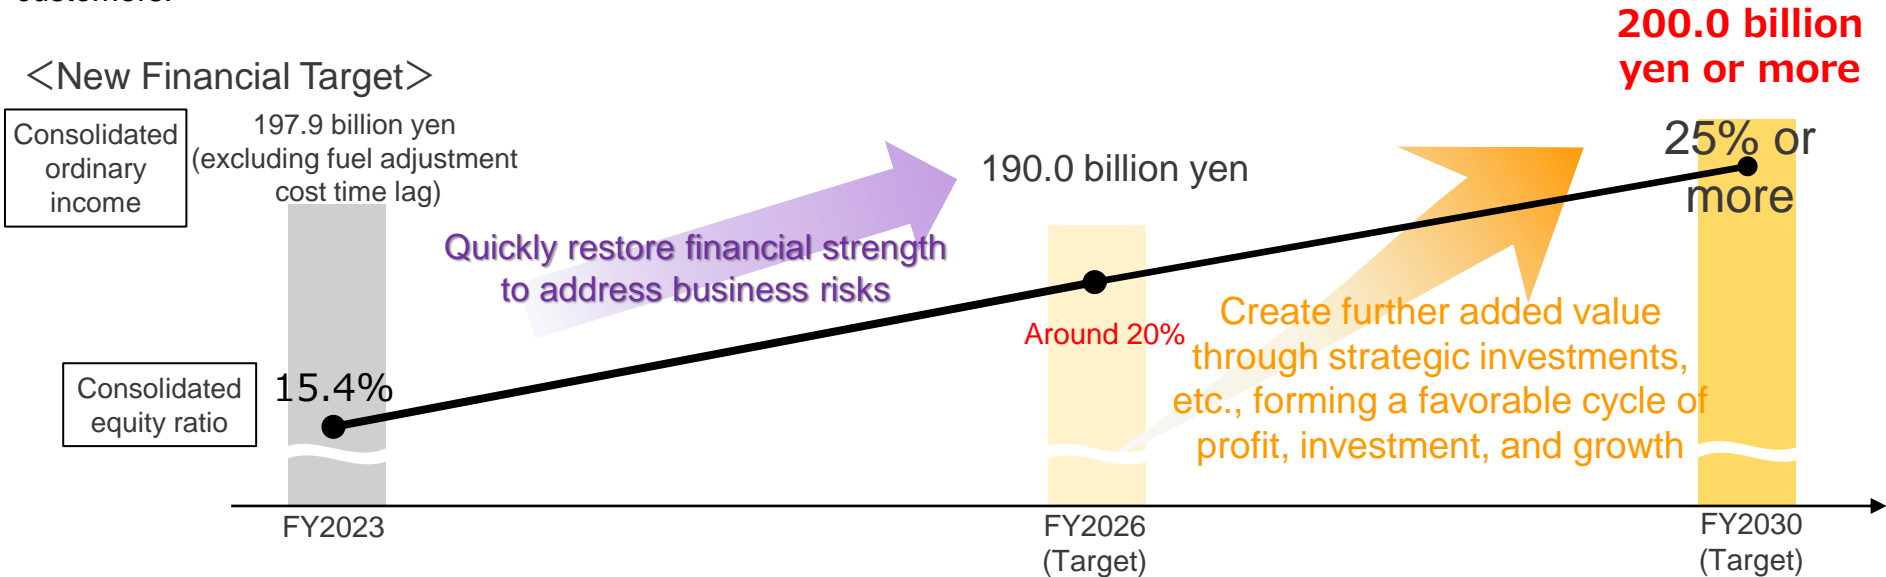 customers.
200.0 billion
yen or more
<New Financial Target>
Consolidated
ordinary
income
197.9 billion yen
(excluding fuel adjustment
cost time lag)
190.0 billion yen
25% or
more
Quickly restore financial strength
to address business risks
Around 20%
Create further added value
through strategic investments,
etc., forming a favorable cycle of
profit, investment, and growth
Consolidated
equity ratio
15.4%
FY2023
FY2026
(Target)
FY2030
(Target)